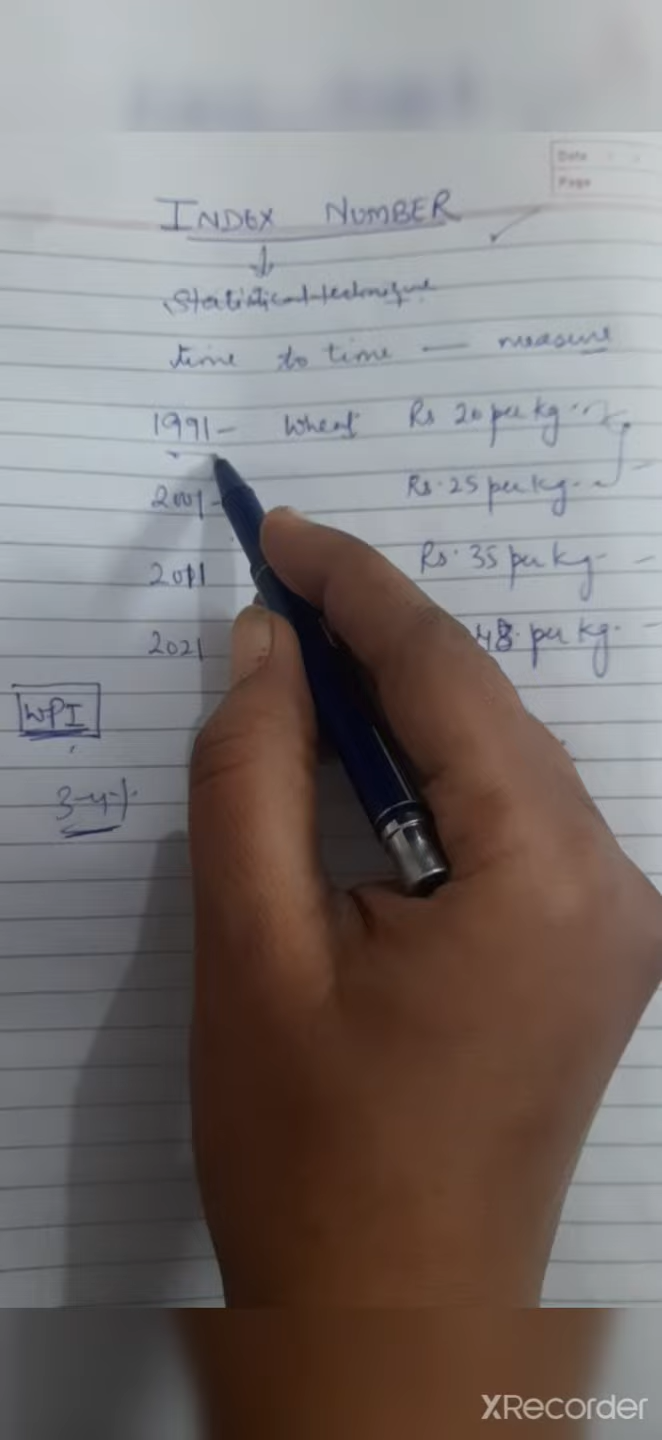 Date
Page
INDEX NUMBER
Statistical technique
time to time — measure
1991 - Wheat Rs 20 per kg.
2001 - Rs. 25 per kg.
2011 Rs. 35 per kg. -
2021 48 per kg. -
WPI
3-4%
XRecorder